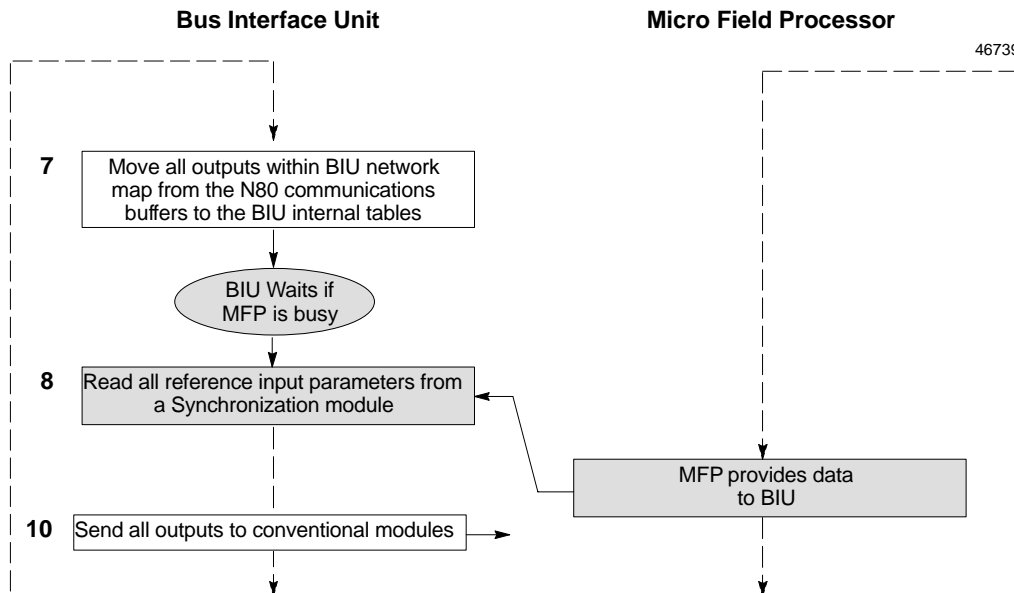 Bus Interface Unit
Micro Field Processor
46739
7
Move all outputs within BIU network
map from the N80 communications
buffers to the BIU internal tables
BIU Waits if
MFP is busy
8
Read all reference input parameters from
a Synchronization module
MFP provides data
to BIU
10
Send all outputs to conventional modules